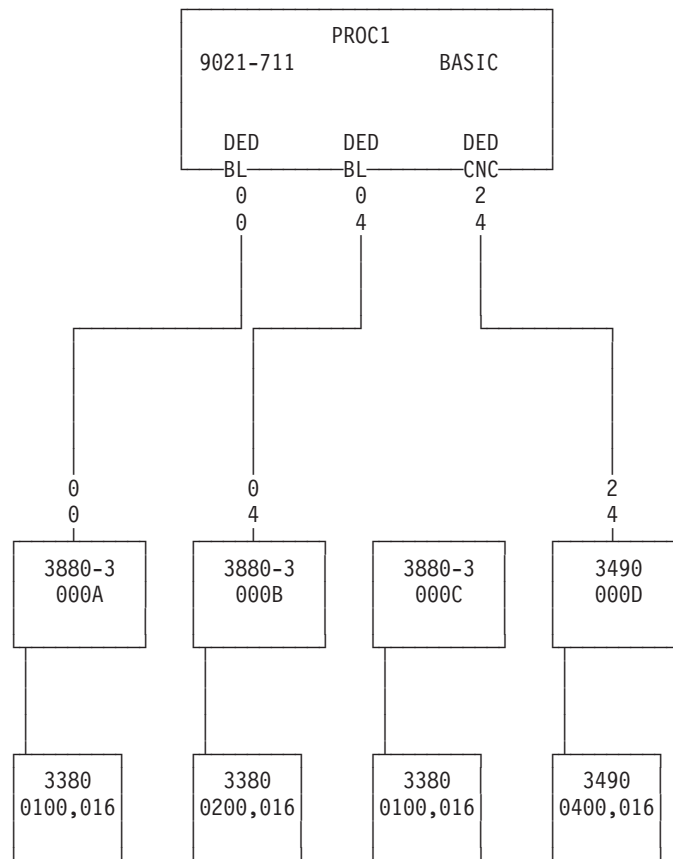 PROC1
9021-711 BASIC
DED DED DED
BL BL CNC
0 0 2
0 4 4
0 0 2
0 4 4
3880-3 3880-3 3880-3 3490
000A 000B 000C 000D
3380 3380 3380 3490
0100,016 0200,016 0100,016 0400,016